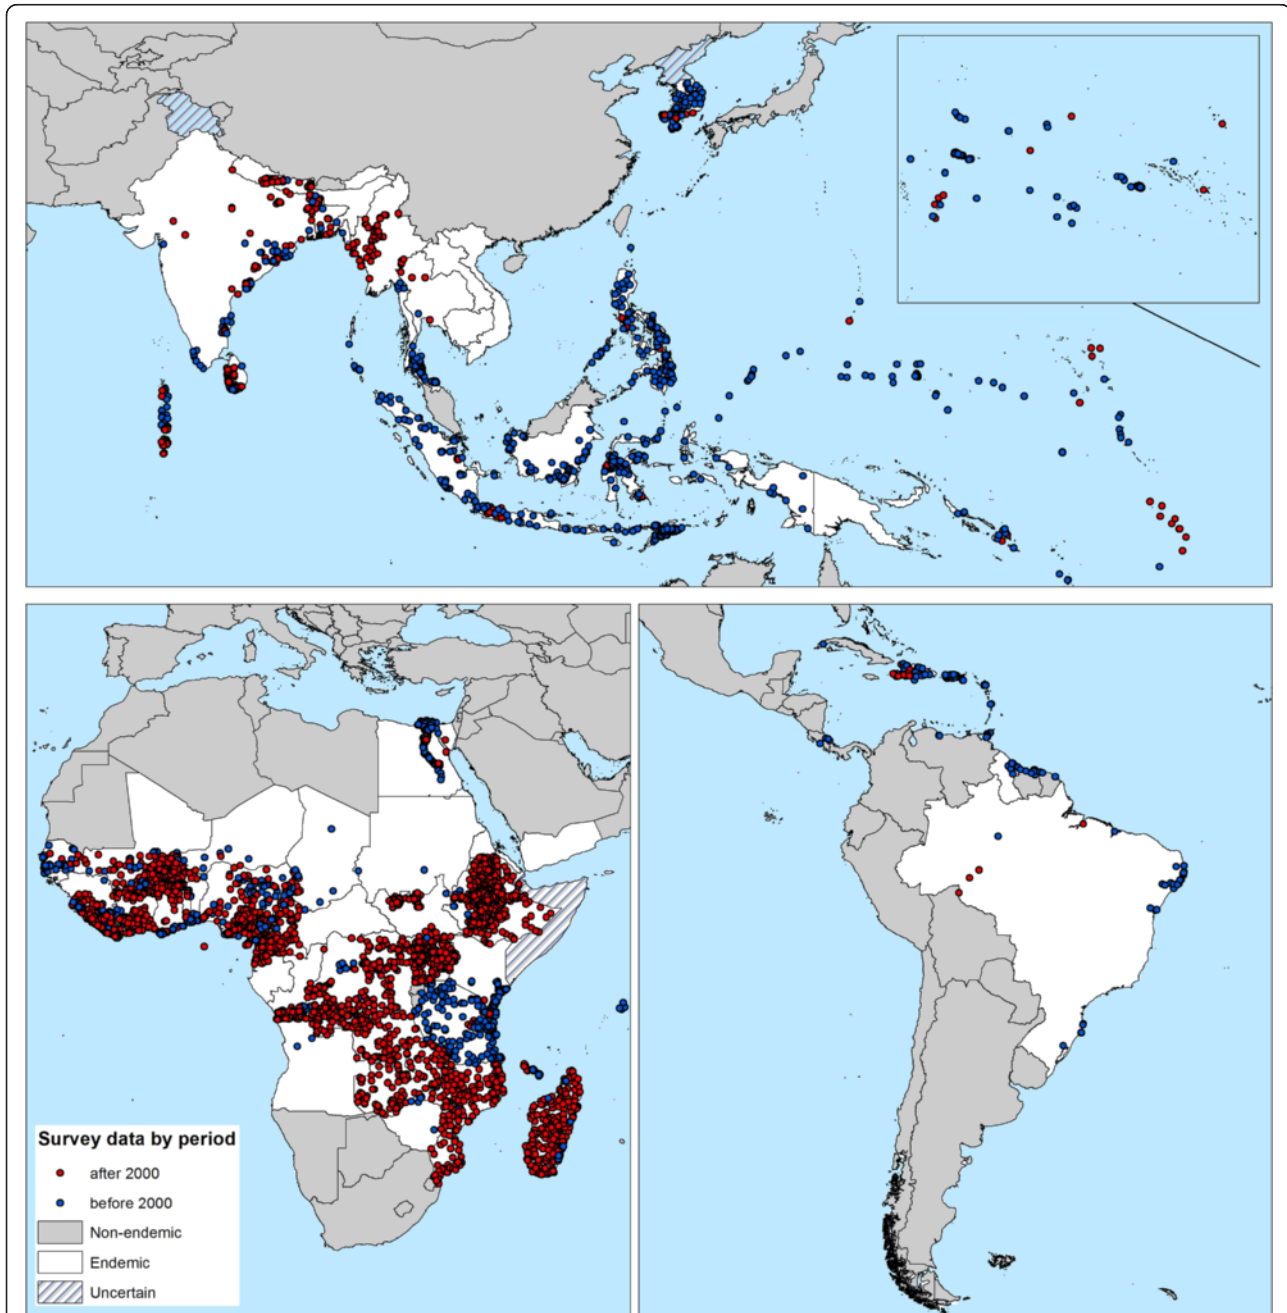 Survey data by period
after 2000
before 2000
Non-endemic
Endemic
Uncertain